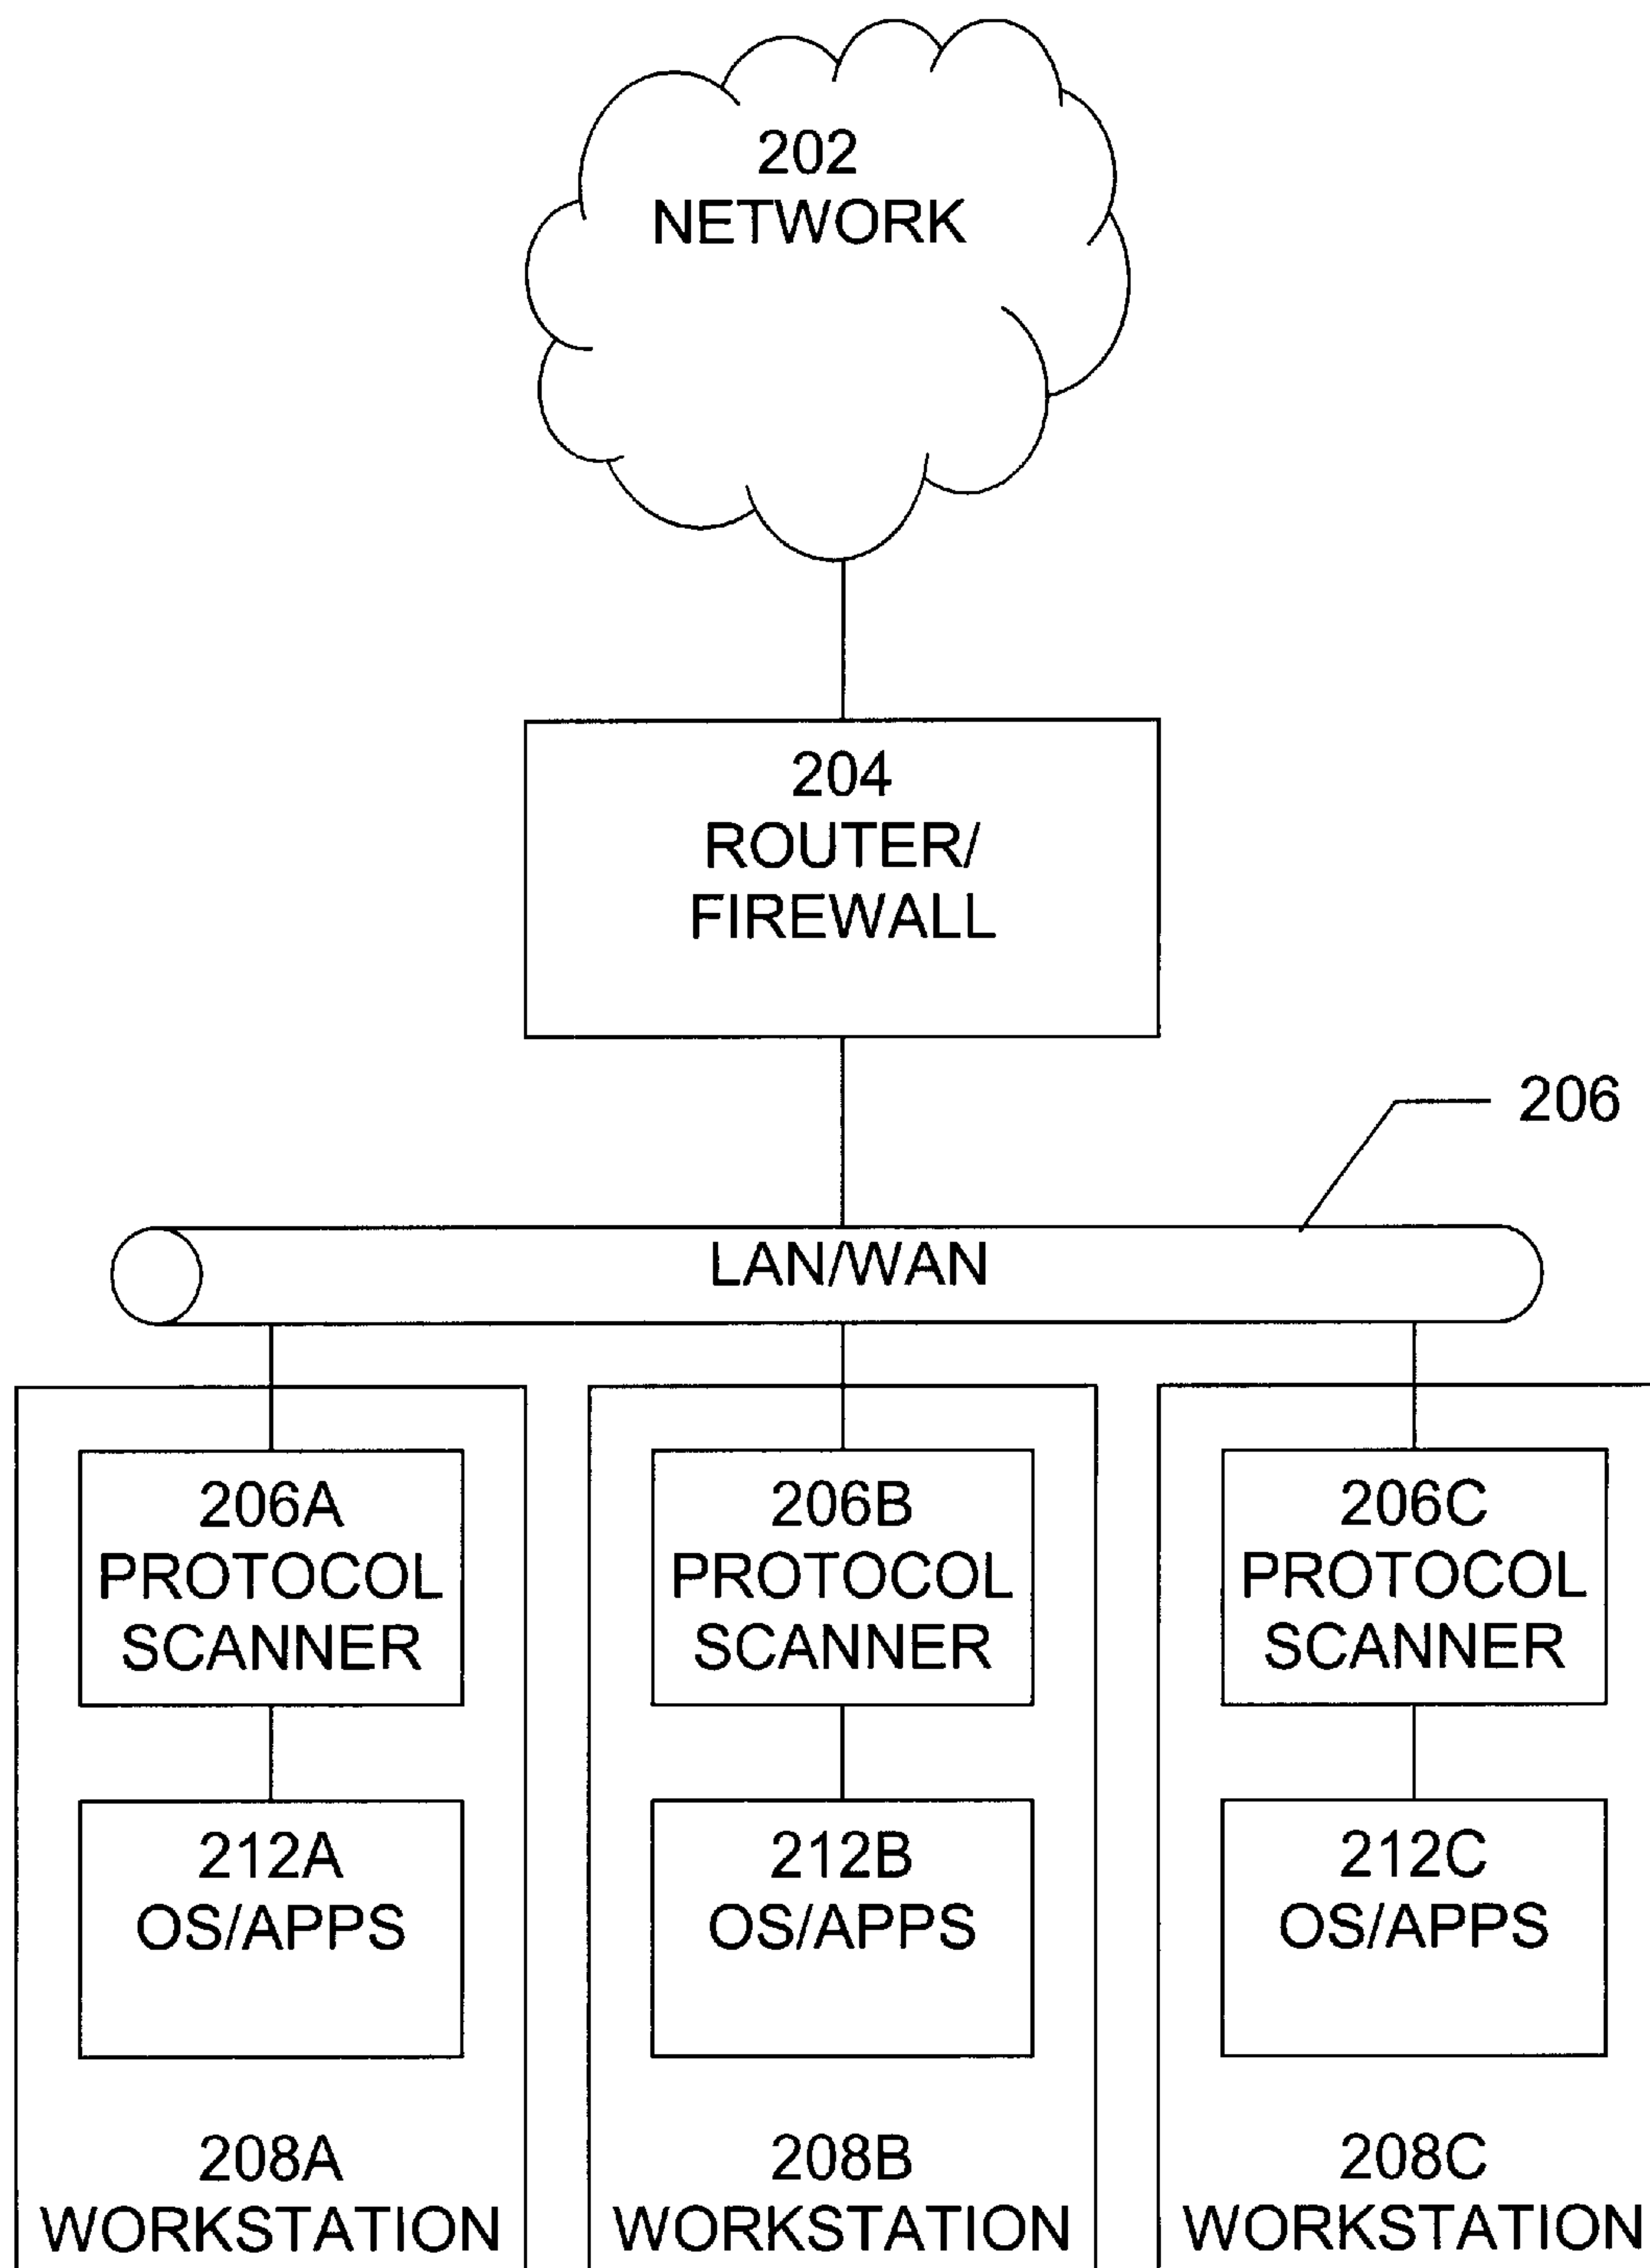 202
NETWORK
204
ROUTER/
FIREWALL
206
LAN/WAN
206A
PROTOCOL
SCANNER
206B
PROTOCOL
SCANNER
206C
PROTOCOL
SCANNER
212A
OS/APPS
212B
OS/APPS
212C
OS/APPS
208A
WORKSTATION
208B
WORKSTATION
208C
WORKSTATION